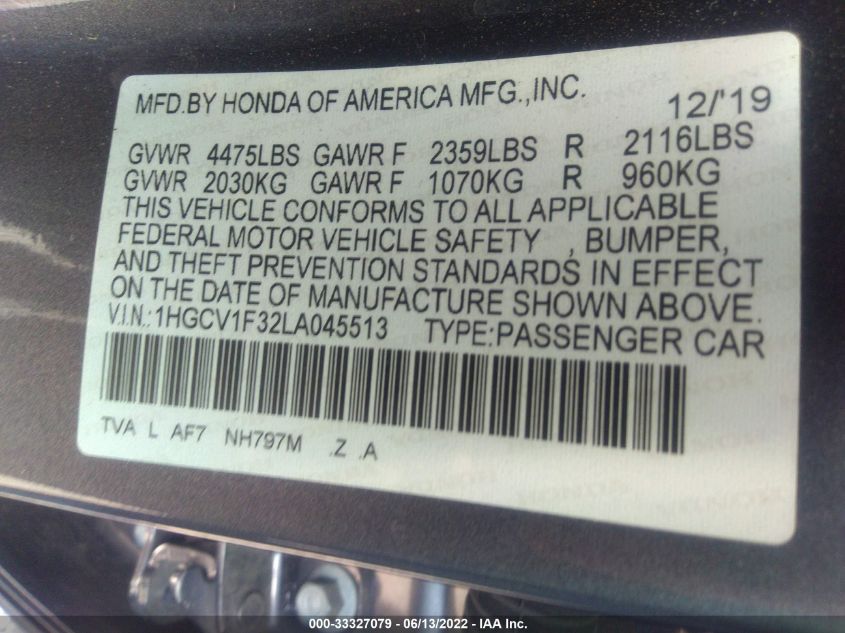 MFD.BY HONDA OF AMERICA MFG.,INC. 12/'19
GVWR 4475LBS GAWR F 2359LBS R 2116LBS
GVWR 2030KG GAWR F 1070KG R 960KG
THIS VEHICLE CONFORMS TO ALL APPLICABLE
FEDERAL MOTOR VEHICLE SAFETY , BUMPER,
AND THEFT PREVENTION STANDARDS IN EFFECT
ON THE DATE OF MANUFACTURE SHOWN ABOVE.
V.I.N.:1HGCV1F32LA045513 TYPE:PASSENGER CAR
TVA L AF7 NH797M .Z .A
000-33327079 - 06/13/2022 - IAA Inc.